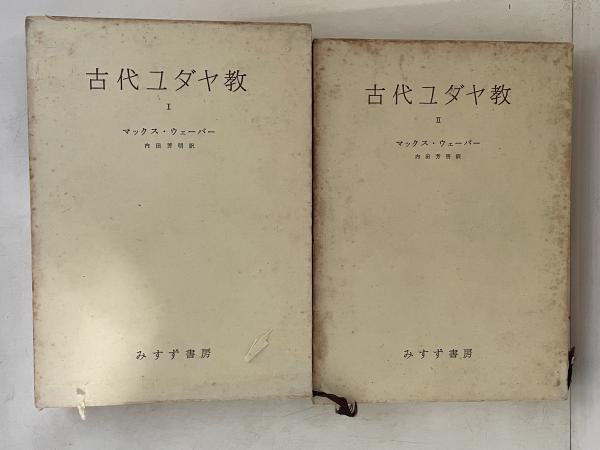 古代ユダヤ教
I
マックス・ウェーバー
内田芳明訳
みすず書房
古代ユダヤ教
II
マックス・ウェーバー
内田芳明訳
みすず書房